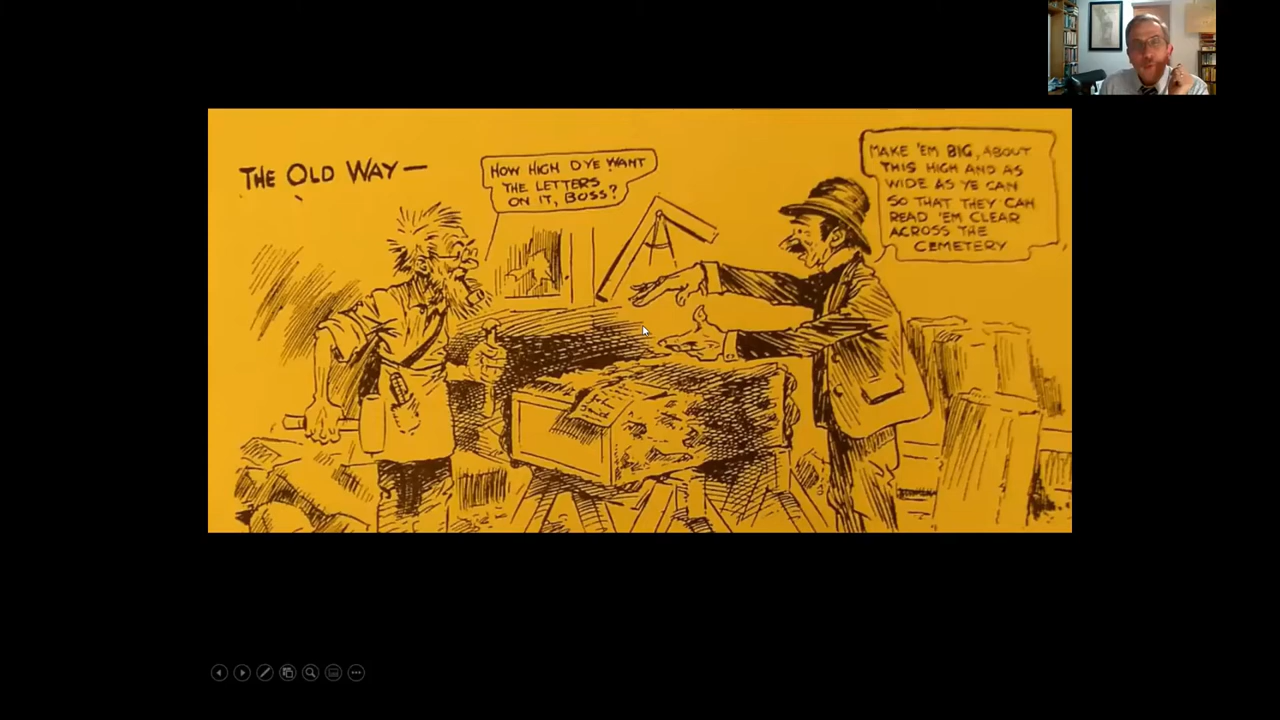 THE OLD WAY —
HOW HIGH DYE WANT
THE LETTERS
ON IT, BOSS?
MAKE 'EM BIG, ABOUT
THIS HIGH AND AS
WIDE AS YE CAN
SO THAT THEY CAN
READ 'EM CLEAR
ACROSS THE
CEMETERY